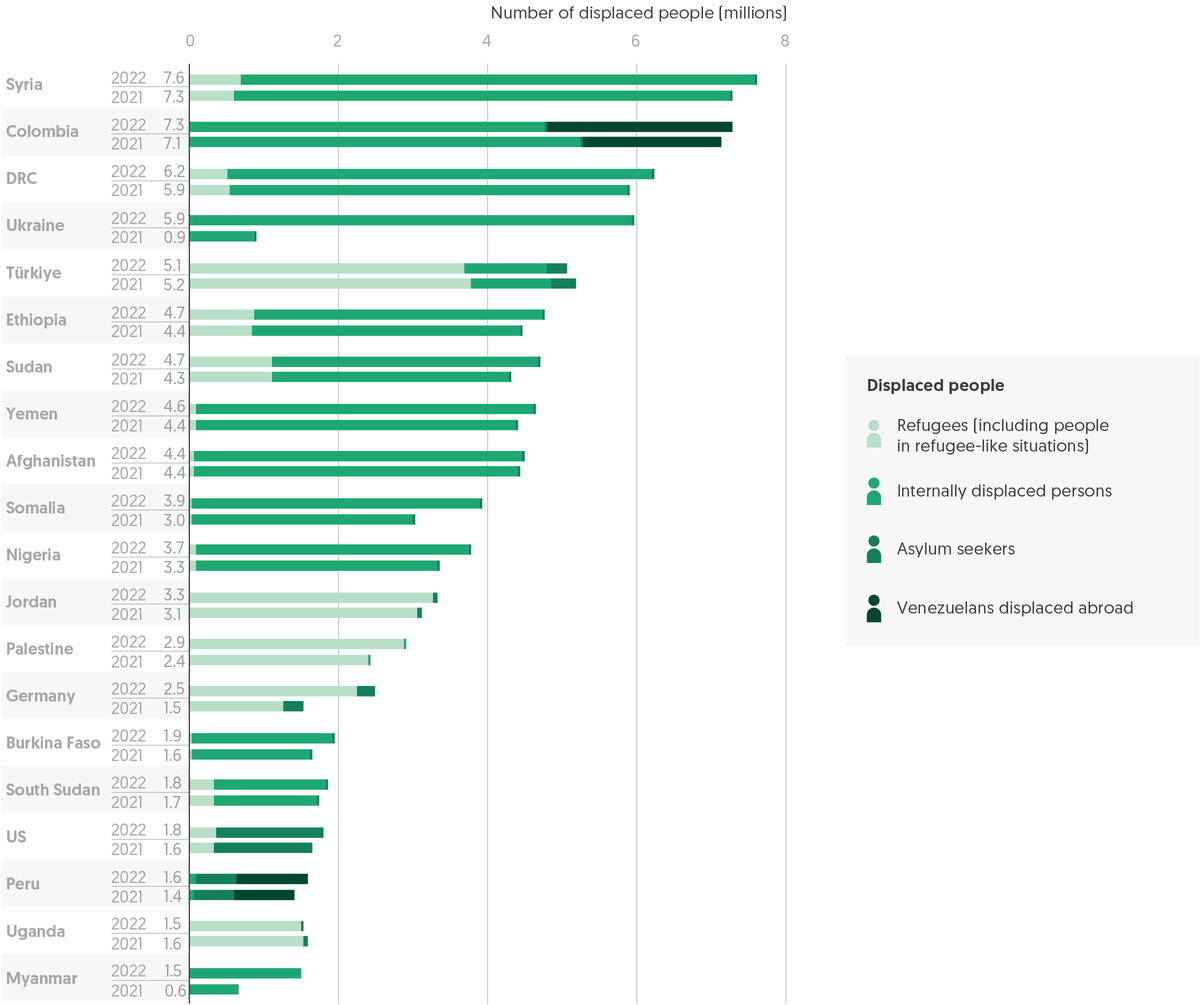 Number of displaced people (millions)
0 2 4 6 8
Syria
2022 7.6
2021 7.3
Colombia
2022 7.3
2021 7.1
DRC
2022 6.2
2021 5.9
Ukraine
2022 5.9
2021 0.9
Türkiye
2022 5.1
2021 5.2
Ethiopia
2022 4.7
2021 4.4
Sudan
2022 4.7
2021 4.3
Yemen
2022 4.6
2021 4.4
Afghanistan
2022 4.4
2021 4.4
Somalia
2022 3.9
2021 3.0
Nigeria
2022 3.7
2021 3.3
Jordan
2022 3.3
2021 3.1
Palestine
2022 2.9
2021 2.4
Germany
2022 2.5
2021 1.5
Burkina Faso
2022 1.9
2021 1.6
South Sudan
2022 1.8
2021 1.7
US
2022 1.8
2021 1.6
Peru
2022 1.6
2021 1.4
Uganda
2022 1.5
2021 1.6
Myanmar
2022 1.5
2021 0.6
Displaced people
Refugees (including people
in refugee-like situations)
Internally displaced persons
Asylum seekers
Venezuelans displaced abroad